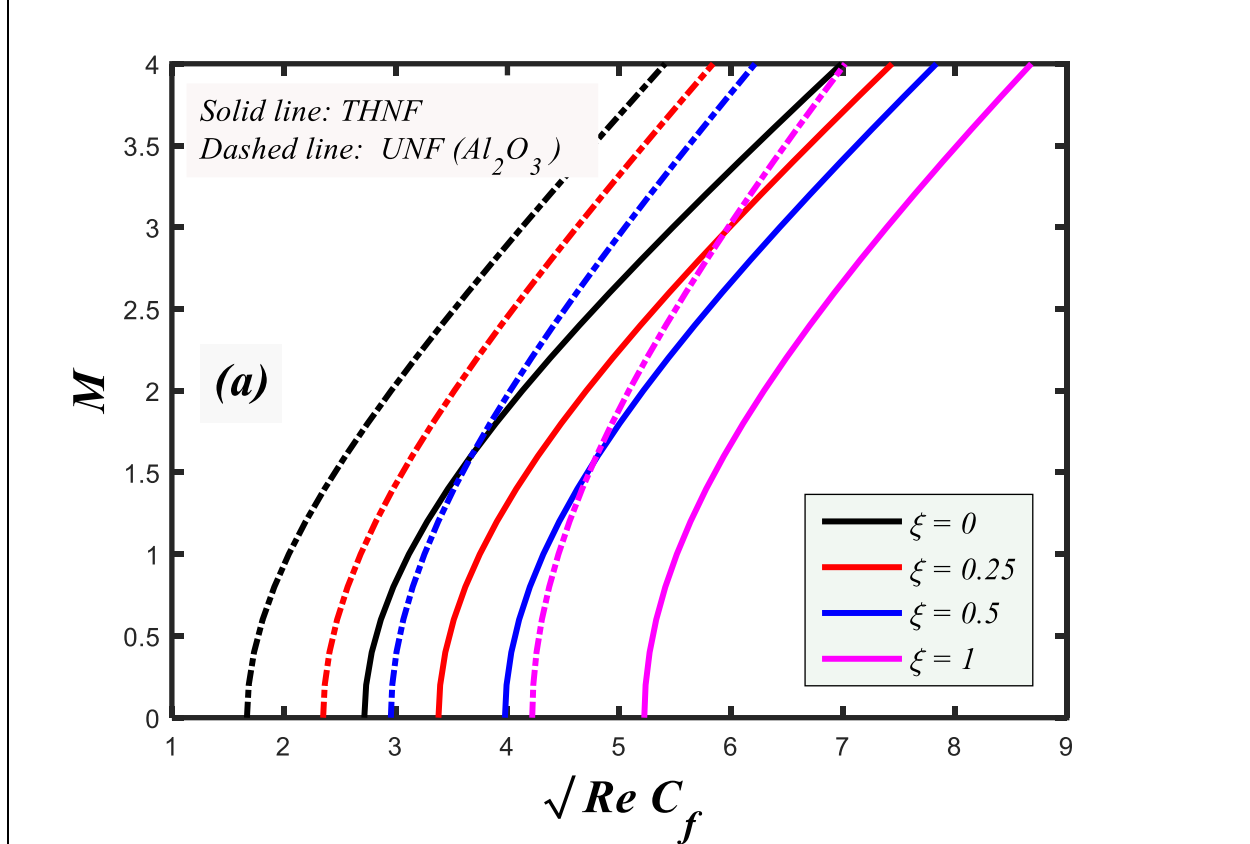 4
3.5
3
2.5
2
1.5
1
0.5
0
M
Solid line: THNF
Dashed line: UNF (Al2O3)
(a)
ξ = 0
ξ = 0.25
ξ = 0.5
ξ = 1
1 2 3 4 5 6 7 8 9
√ Re Cf